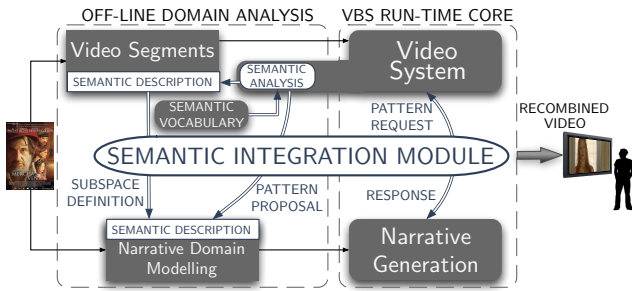 OFF-LINE DOMAIN ANALYSIS
VBS RUN-TIME CORE
Video Segments
SEMANTIC DESCRIPTION
SEMANTIC
ANALYSIS
Video
System
SEMANTIC
VOCABULARY
PATTERN
REQUEST
RECOMBINED
VIDEO
SEMANTIC INTEGRATION MODULE
SUBSPACE
DEFINITION
PATTERN
PROPOSAL
RESPONSE
SEMANTIC DESCRIPTION
Narrative Domain
Modelling
Narrative
Generation